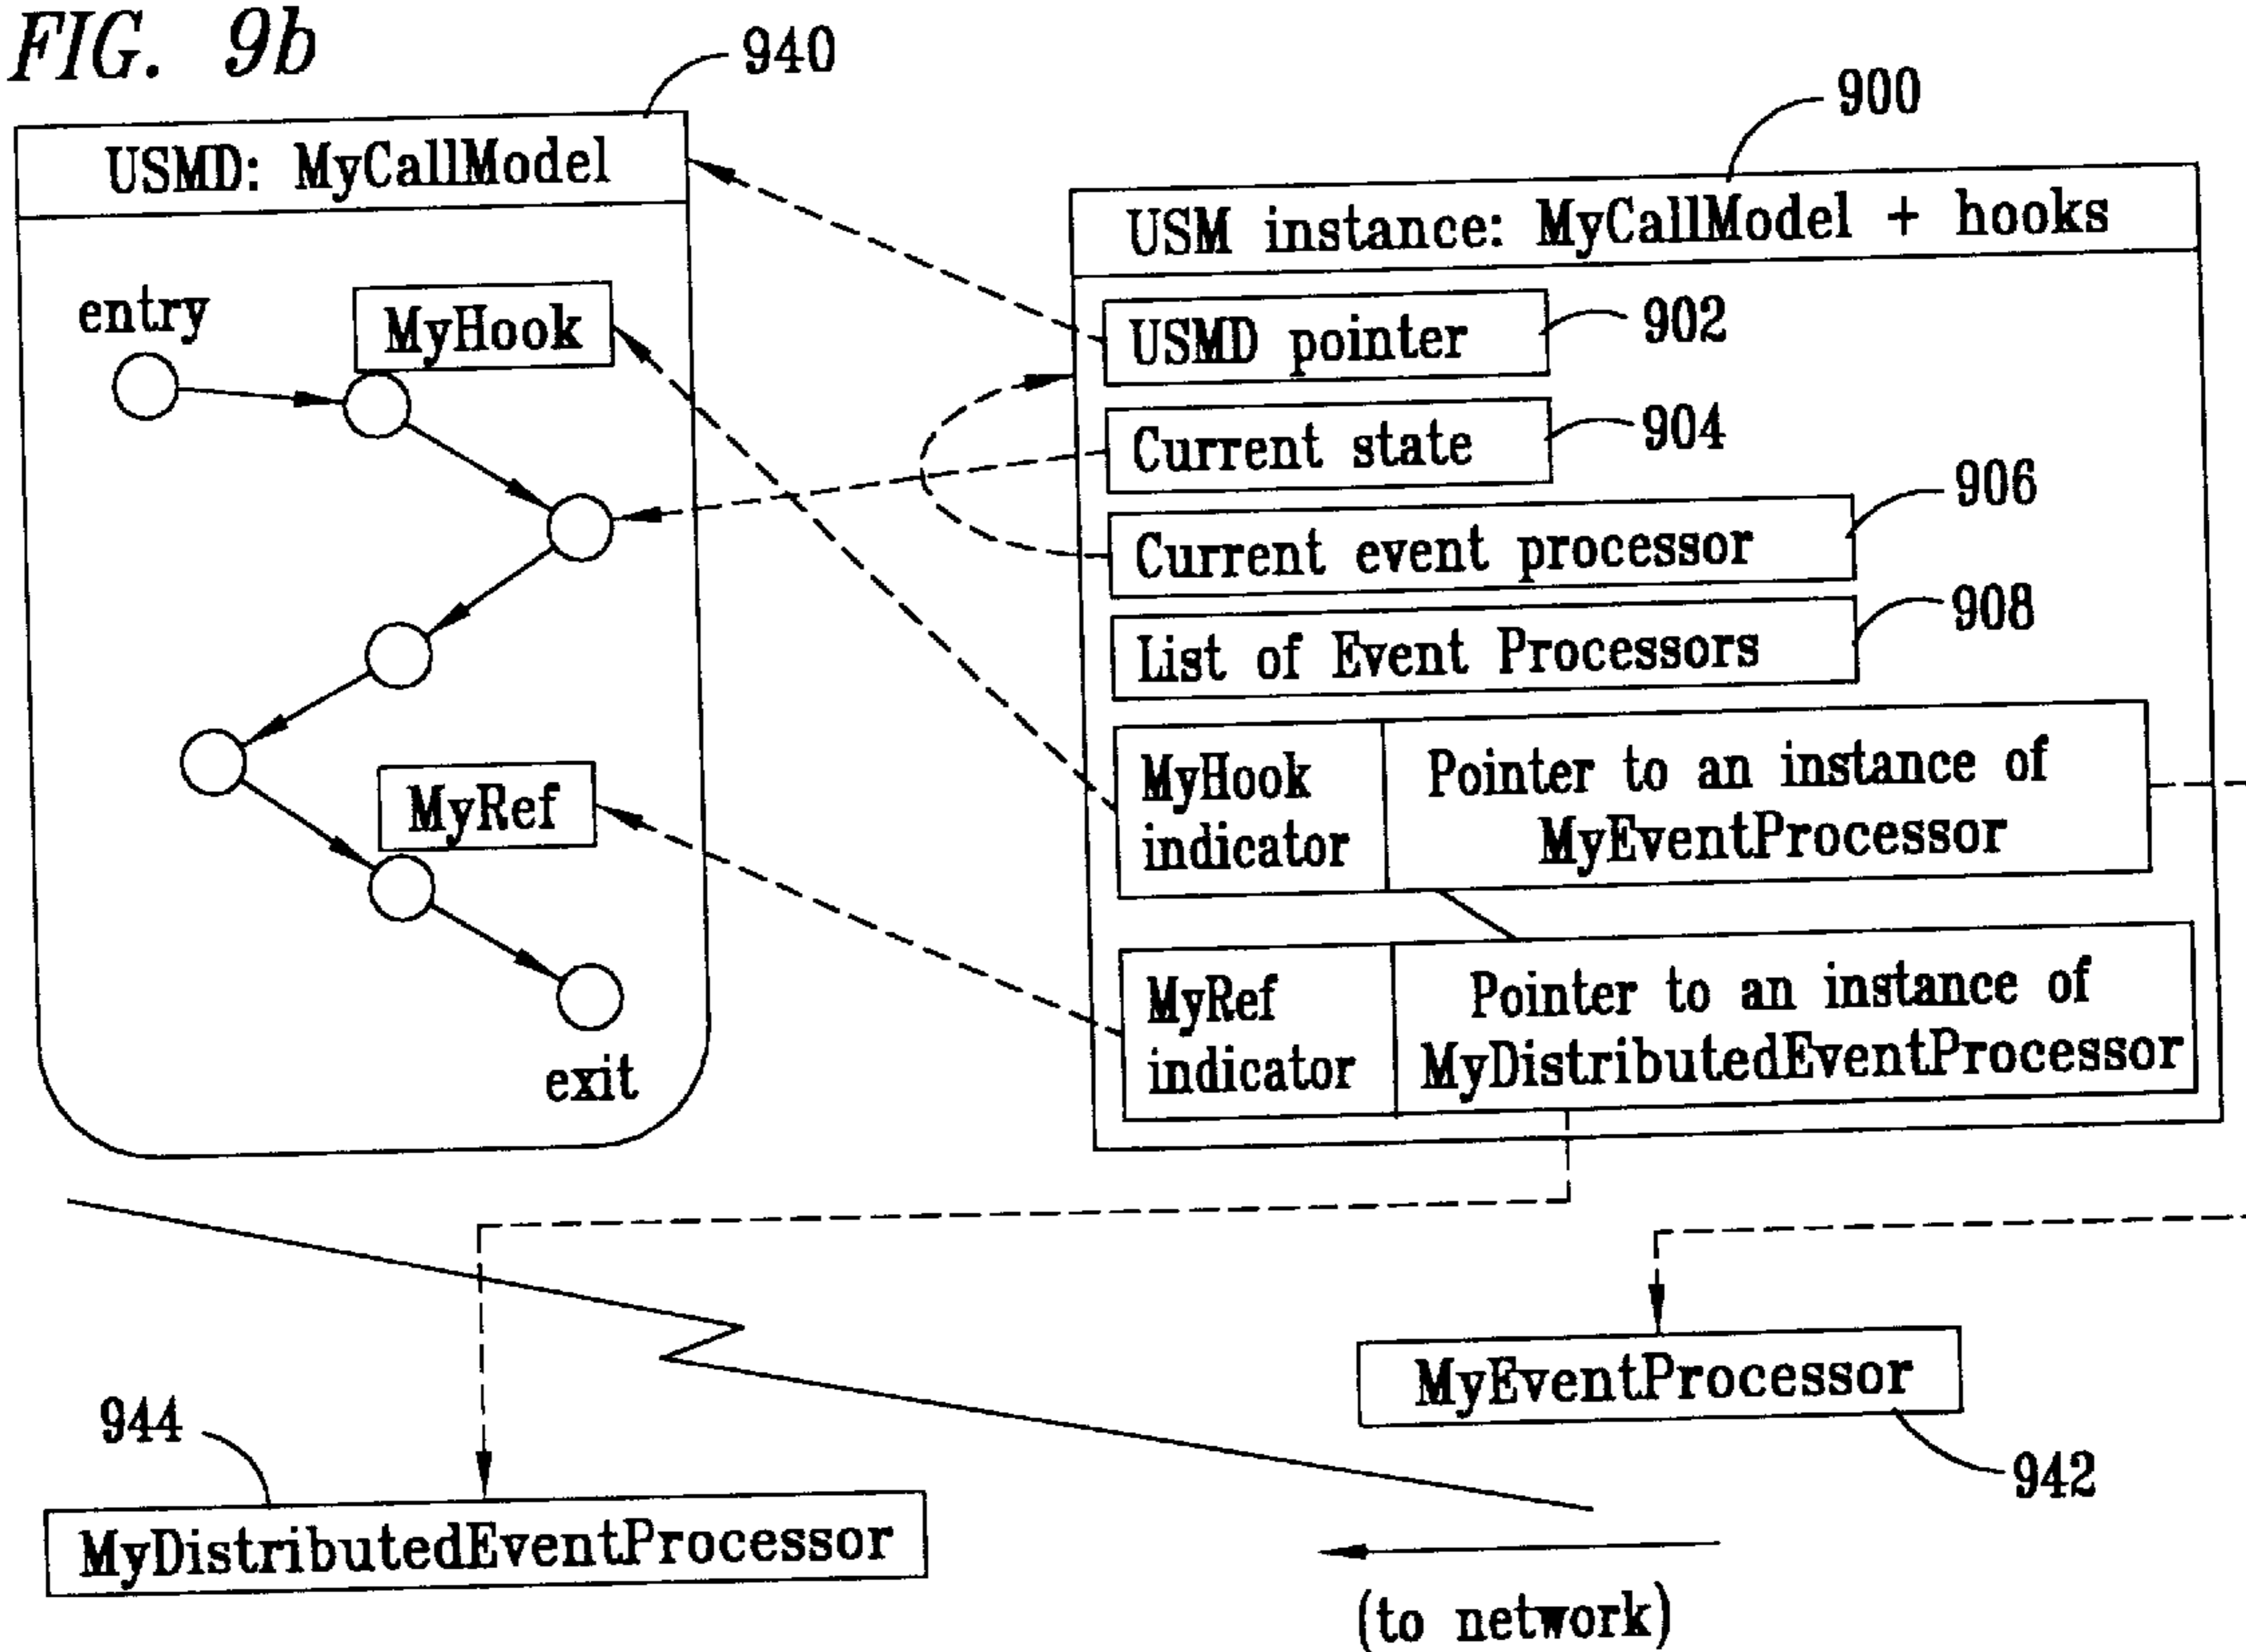 FIG. 9b
940
900
USMD: MyCallModel
USM instance: MyCallModel + hooks
entry
MyHook
USMD pointer
902
Current state
904
Current event processor
906
List of Event Processors
908
MyHook
indicator
Pointer to an instance of
MyEventProcessor
MyRef
MyRef
indicator
Pointer to an instance of
MyDistributedEventProcessor
exit
MyEventProcessor
942
944
MyDistributedEventProcessor
(to network)